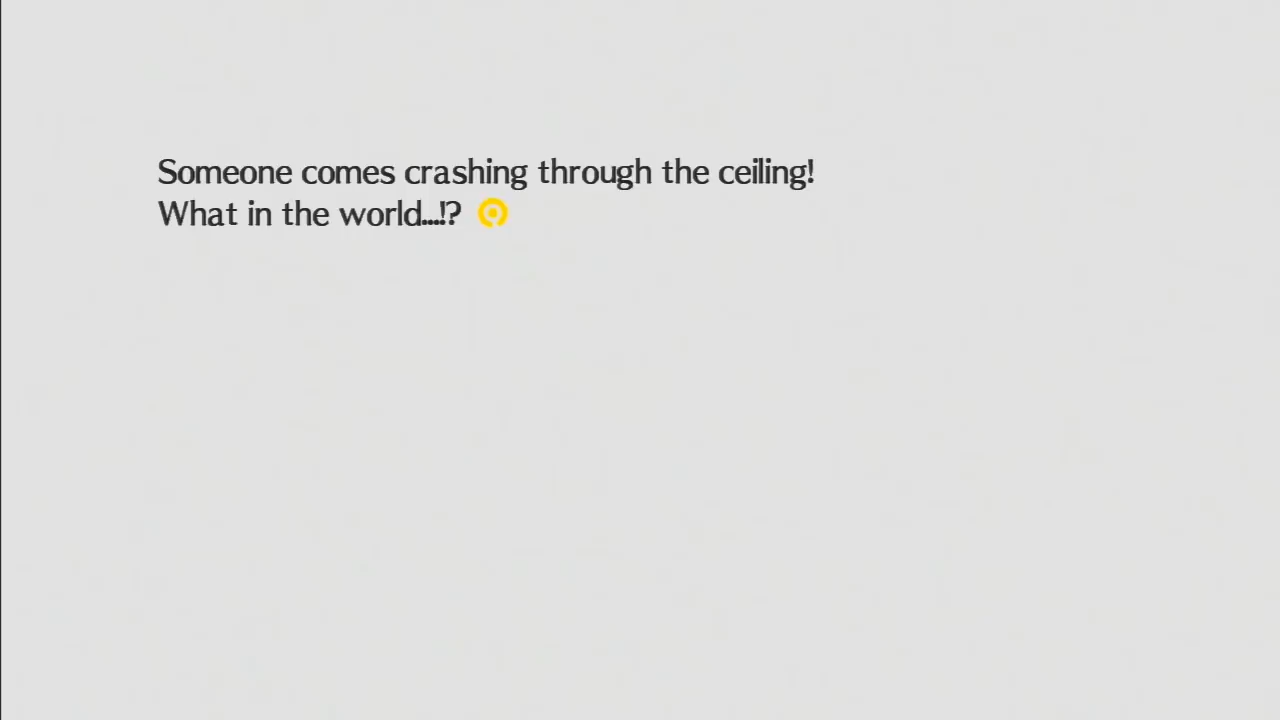 Someone comes crashing through the ceiling!
What in the world...!?